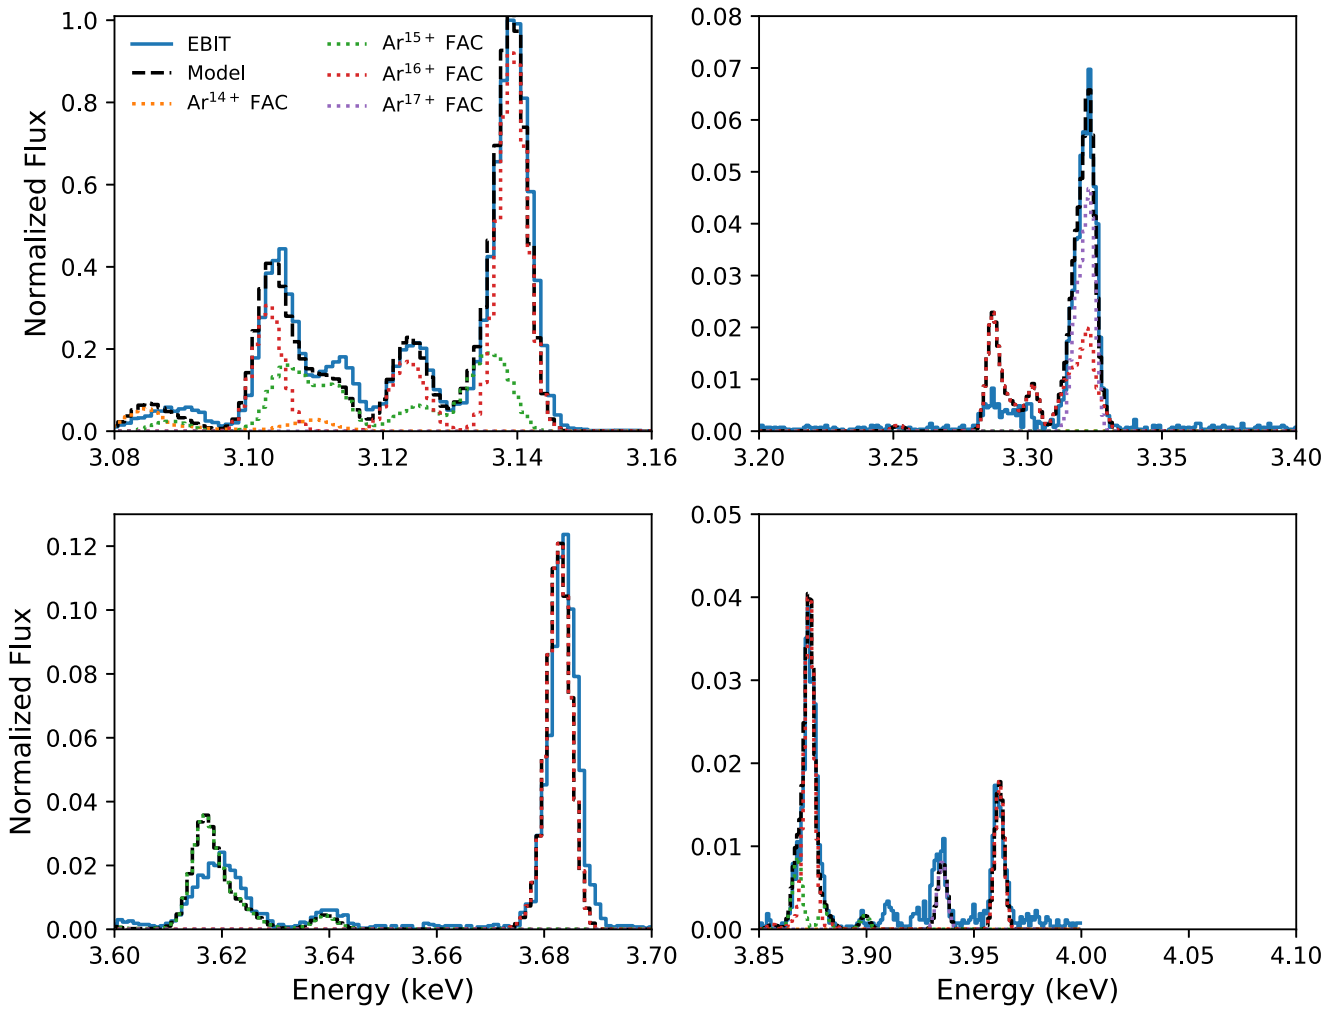 1.0
0.8
0.6
0.4
0.2
0.0
Normalized Flux
EBIT
Model
Ar14+ FAC
Ar15+ FAC
Ar16+ FAC
Ar17+ FAC
3.08 3.10 3.12 3.14 3.16
0.08
0.07
0.06
0.05
0.04
0.03
0.02
0.01
0.00
3.20 3.25 3.30 3.35 3.40
0.12
0.10
0.08
0.06
0.04
0.02
0.00
Normalized Flux
3.60 3.62 3.64 3.66 3.68 3.70
Energy (keV)
0.05
0.04
0.03
0.02
0.01
0.00
3.85 3.90 3.95 4.00 4.05 4.10
Energy (keV)